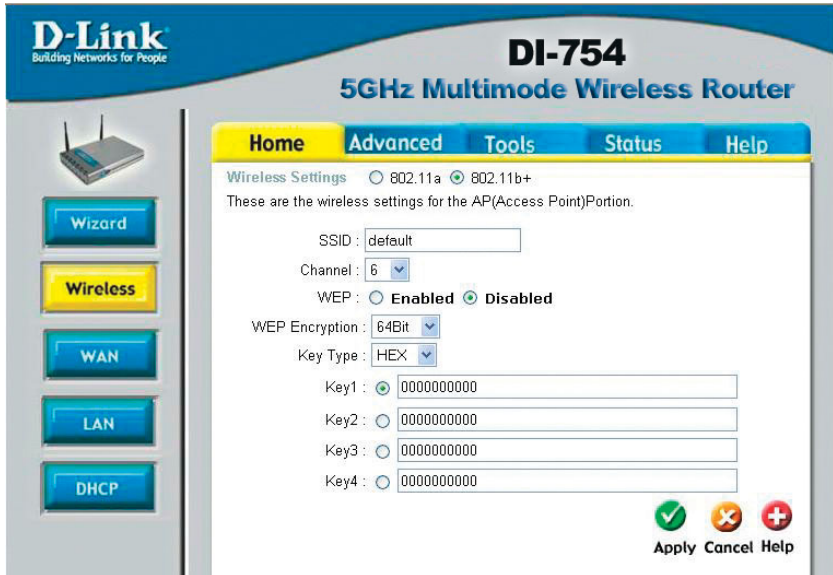 D-Link
Building Networks for People
DI-754
5GHz Multimode Wireless Router
Home Advanced Tools Status Help
Wizard
Wireless
WAN
LAN
DHCP
Wireless Settings 802.11a 802.11b+
These are the wireless settings for the AP(Access Point)Portion.
SSID : default
Channel : 6
WEP : Enabled Disabled
WEP Encryption : 64Bit
Key Type : HEX
Key1 : 0000000000
Key2 : 0000000000
Key3 : 0000000000
Key4 : 0000000000
Apply Cancel Help